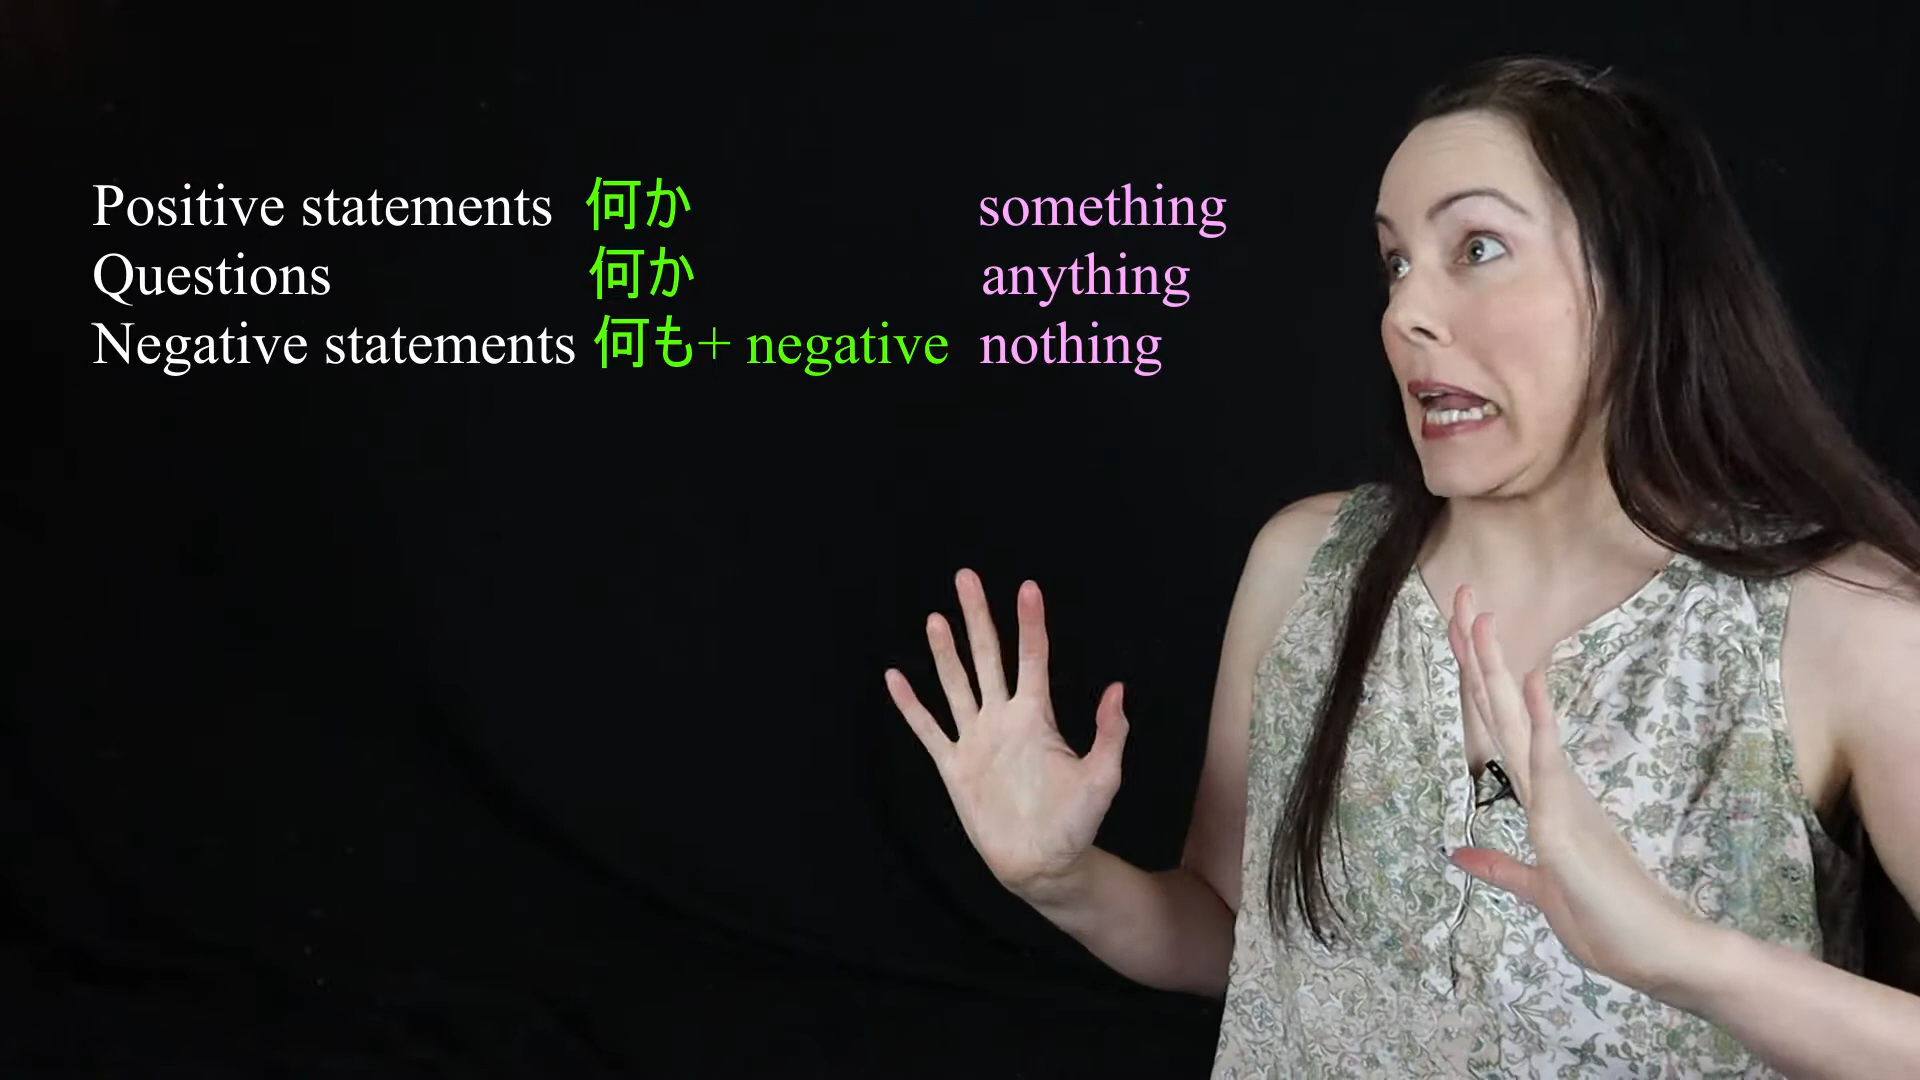 Positive statements 何か something
Questions 何か anything
Negative statements 何も+ negative nothing